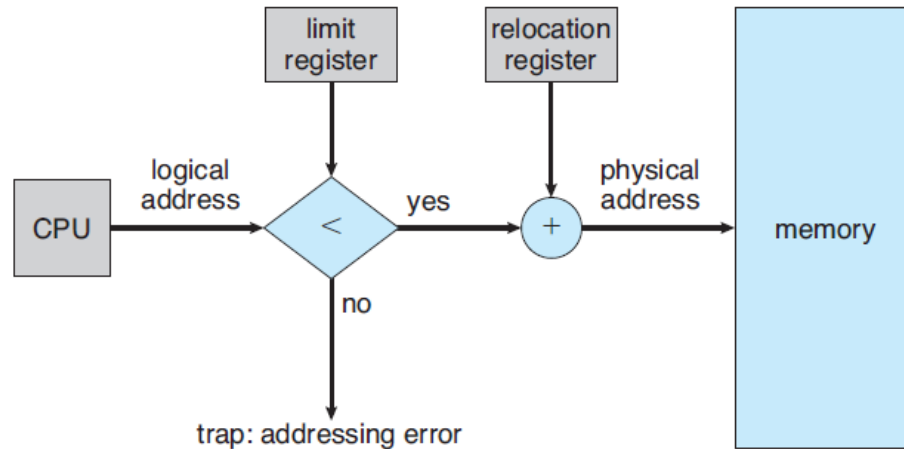 limit
register
relocation
register
logical
address
physical
address
CPU
<
yes
+
memory
no
trap: addressing error